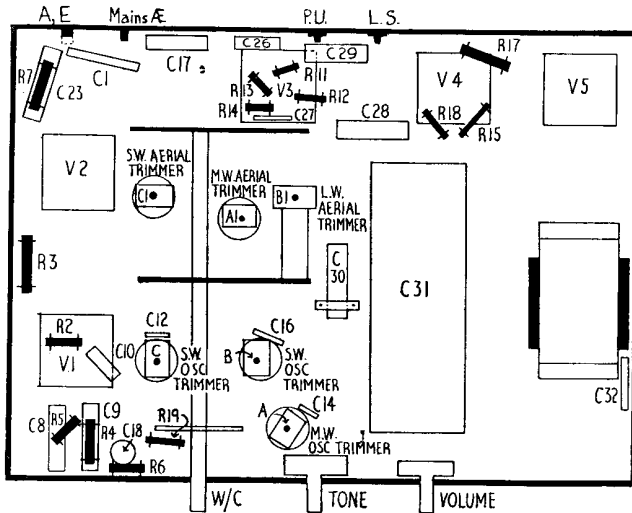 A, E
Mains Æ
P.U.
L.S.
R7
C23
C1
C17
C26
C29
R11
R13
V3
R12
R14
C27
C28
V4
R17
R18
R15
V5
V2
S.W. AERIAL
TRIMMER
C1
M.W. AERIAL
TRIMMER
A1
B1
L.W.
AERIAL
TRIMMER
R3
C
30
C31
C32
R2
V1
C10
C12
C
S.W.
OSC
TRIMMER
C16
B
S.W.
OSC
TRIMMER
C8
R5
C9
R4
C18
R6
R19
A
C14
M.W.
OSC TRIMMER
W/C
TONE
VOLUME